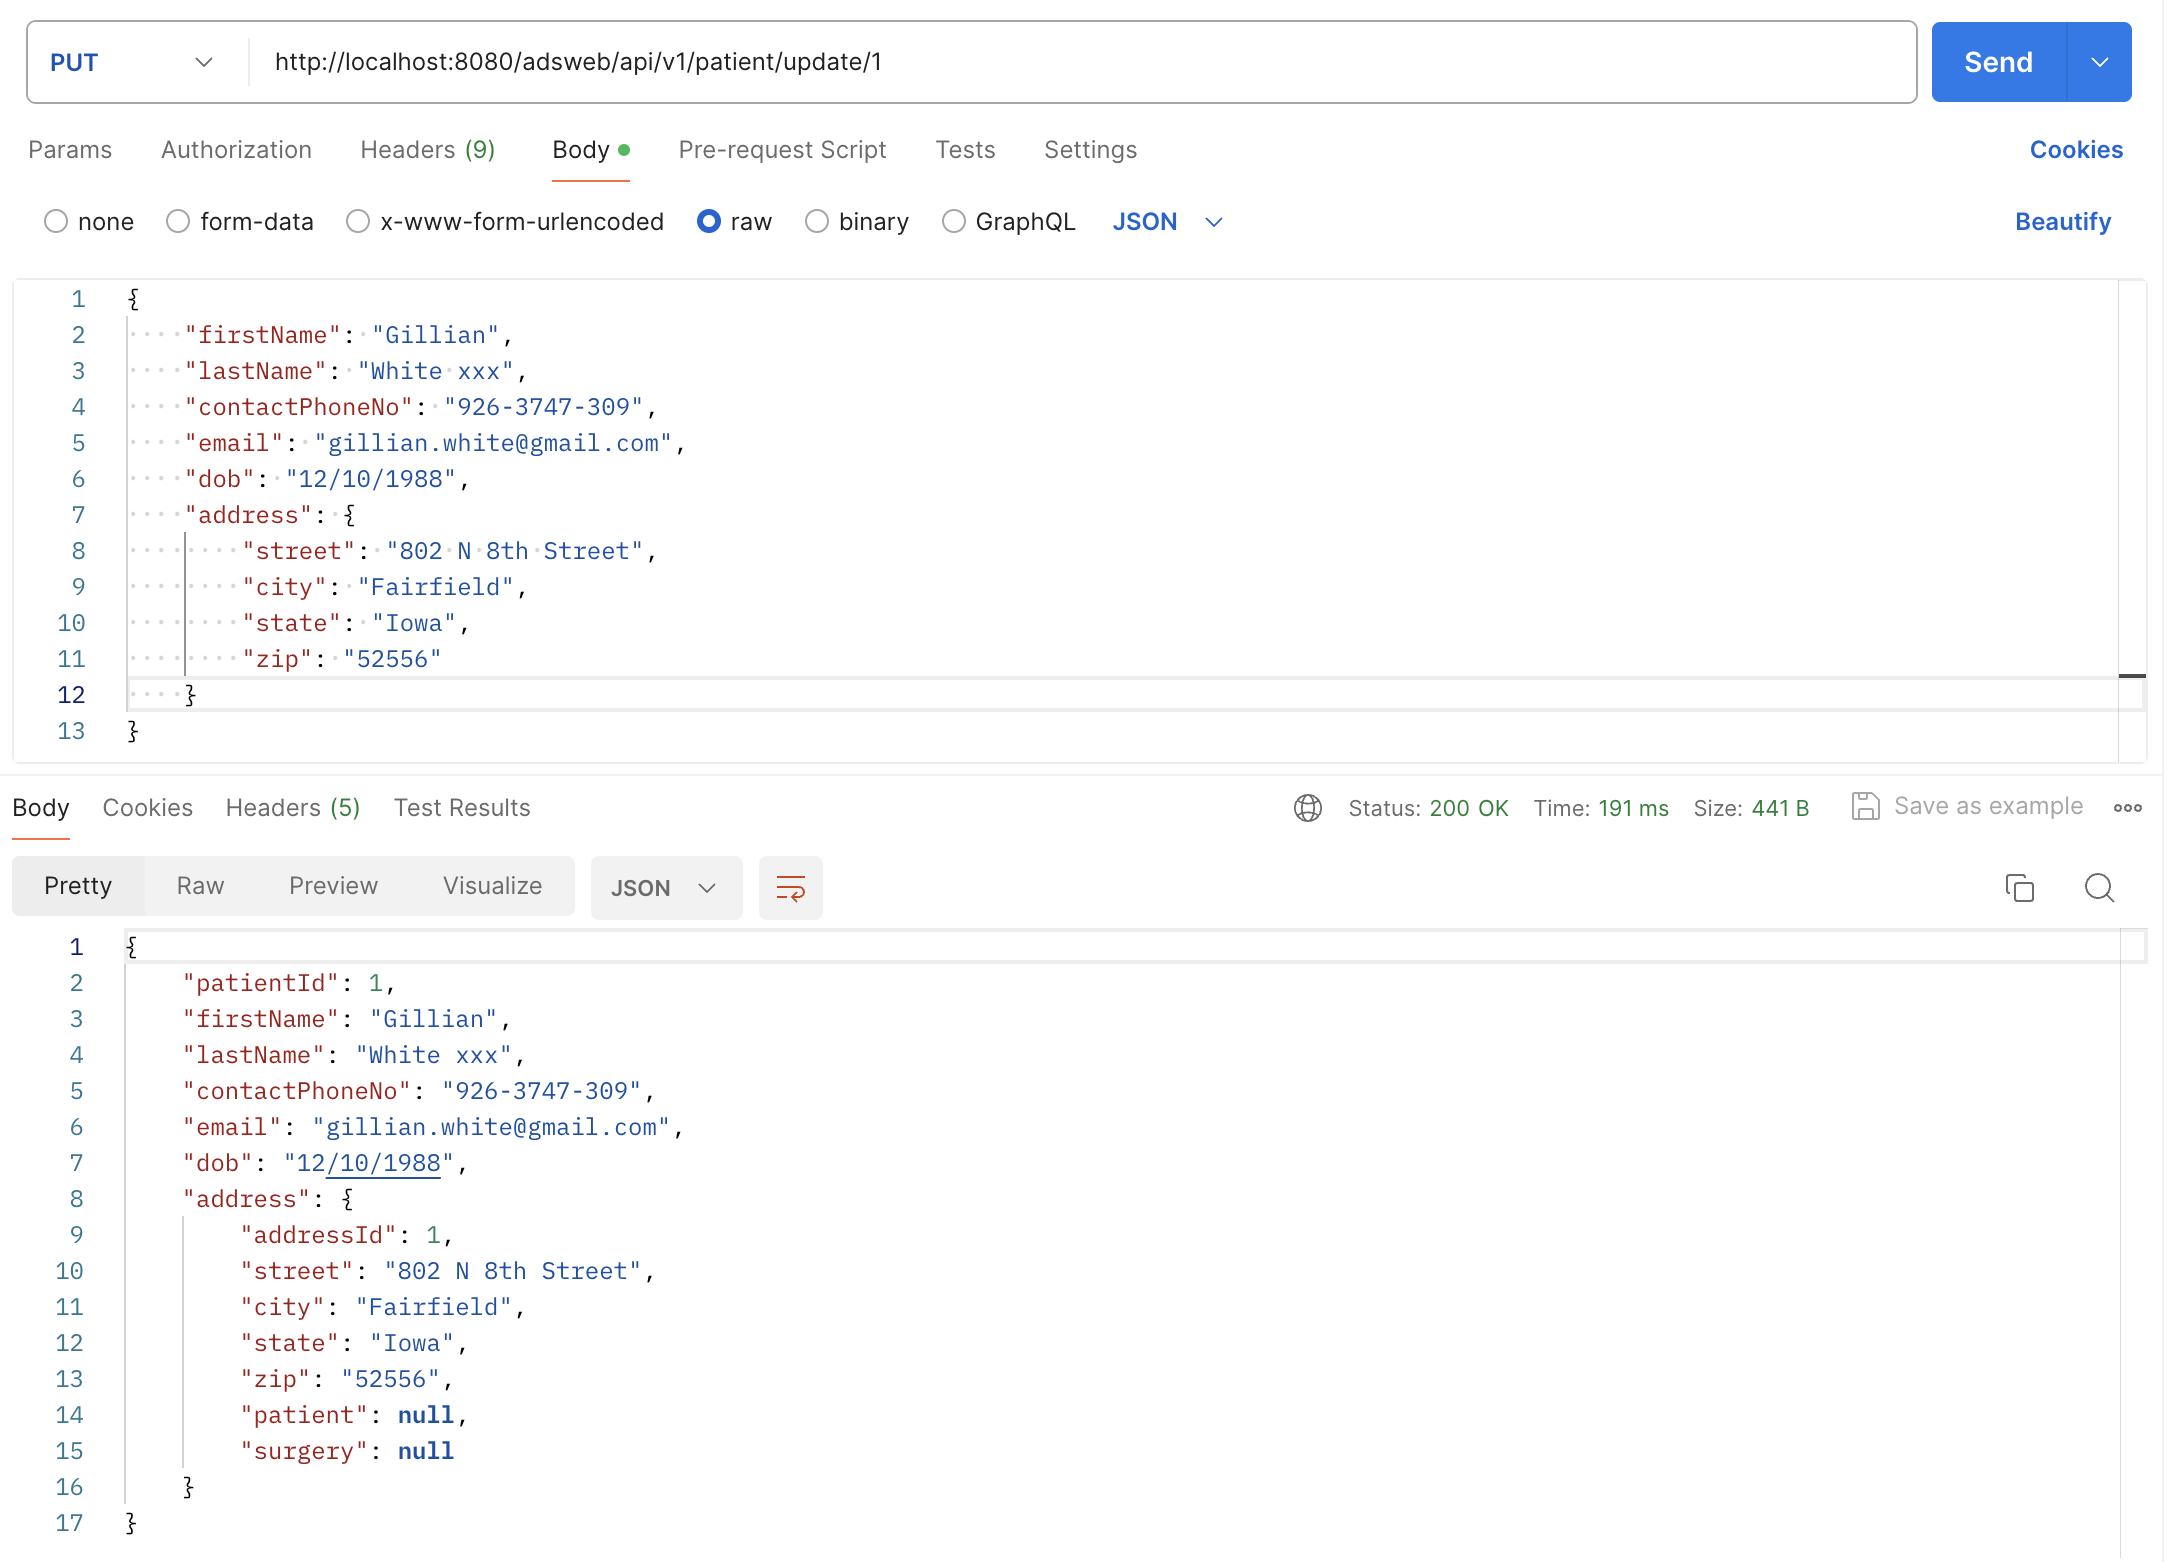 PUT http://localhost:8080/adsweb/api/v1/patient/update/1 Send
Params Authorization Headers (9) Body Pre-request Script Tests Settings Cookies
none form-data x-www-form-urlencoded raw binary GraphQL JSON Beautify
1 {
2 "firstName": "Gillian",
3 "lastName": "White xxx",
4 "contactPhoneNo": "926-3747-309",
5 "email": "gillian.white@gmail.com",
6 "dob": "12/10/1988",
7 "address": {
8 "street": "802 N 8th Street",
9 "city": "Fairfield",
10 "state": "Iowa",
11 "zip": "52556"
12 }
13 }
Body Cookies Headers (5) Test Results Status: 200 OK Time: 191 ms Size: 441 B Save as example
Pretty Raw Preview Visualize JSON
1 {
2 "patientId": 1,
3 "firstName": "Gillian",
4 "lastName": "White xxx",
5 "contactPhoneNo": "926-3747-309",
6 "email": "gillian.white@gmail.com",
7 "dob": "12/10/1988",
8 "address": {
9 "addressId": 1,
10 "street": "802 N 8th Street",
11 "city": "Fairfield",
12 "state": "Iowa",
13 "zip": "52556",
14 "patient": null,
15 "surgery": null
16 }
17 }